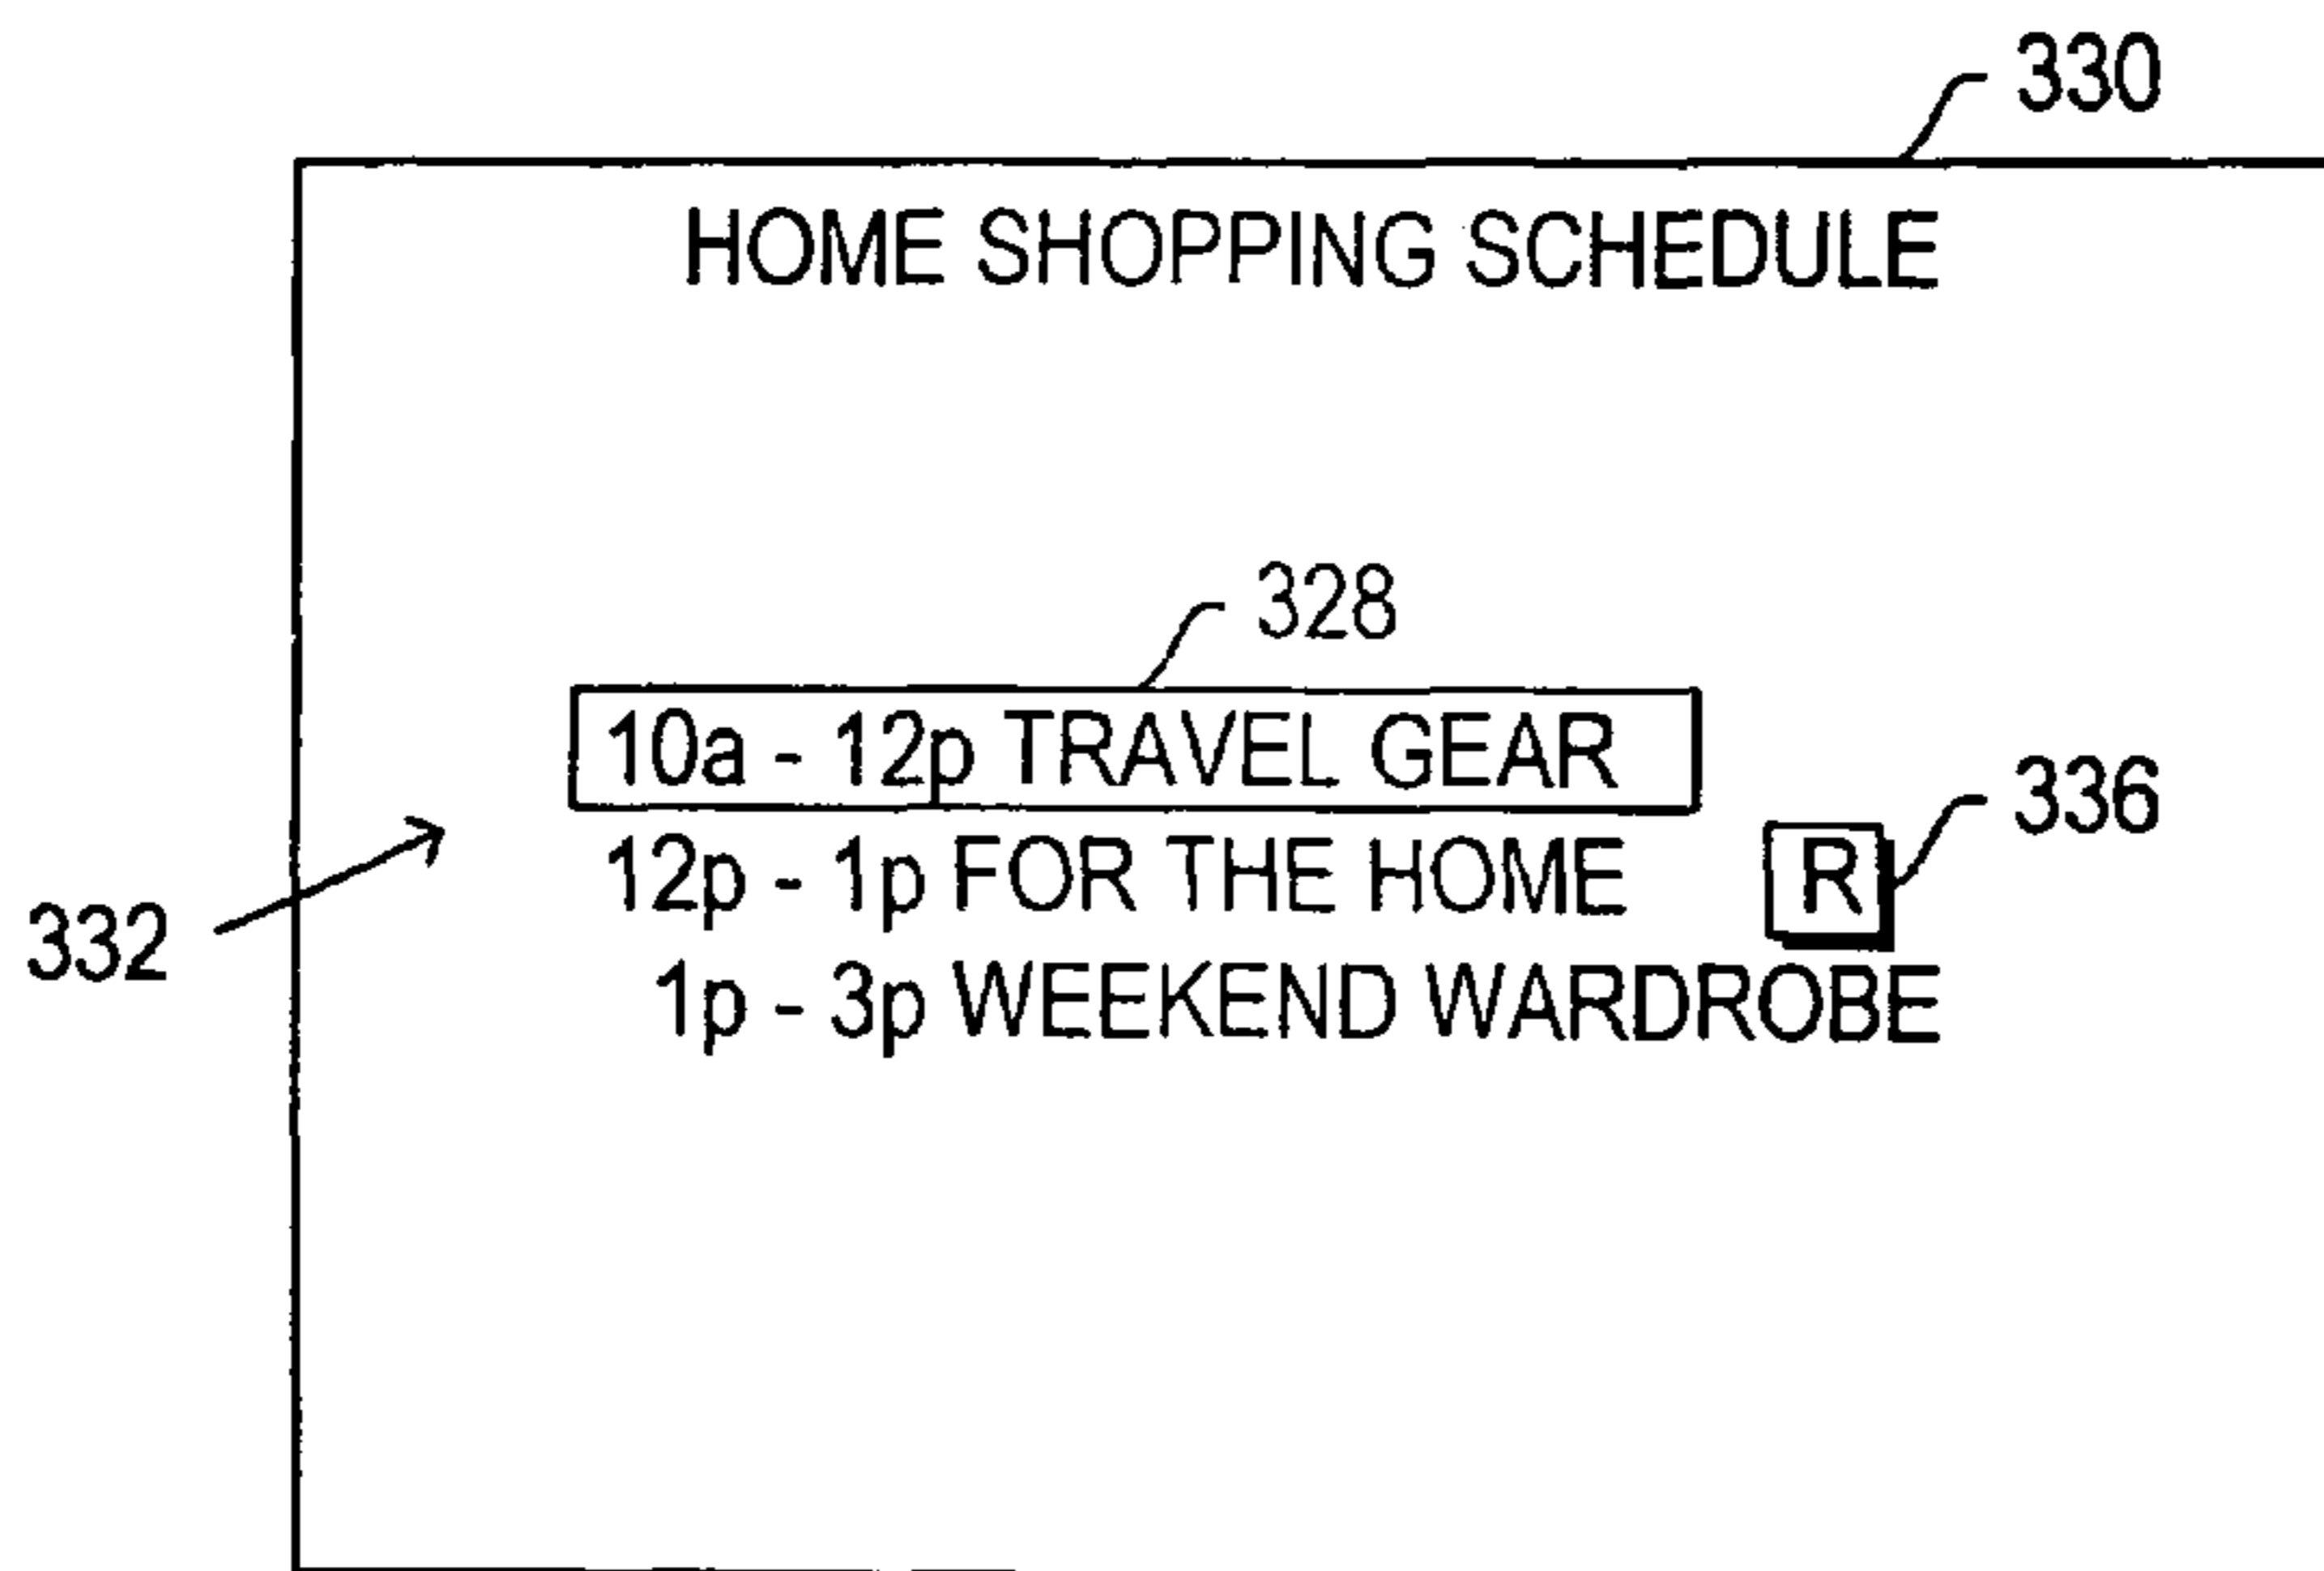 330
HOME SHOPPING SCHEDULE
328
10a - 12p TRAVEL GEAR
336
12p - 1p FOR THE HOME R
332
1p - 3p WEEKEND WARDROBE